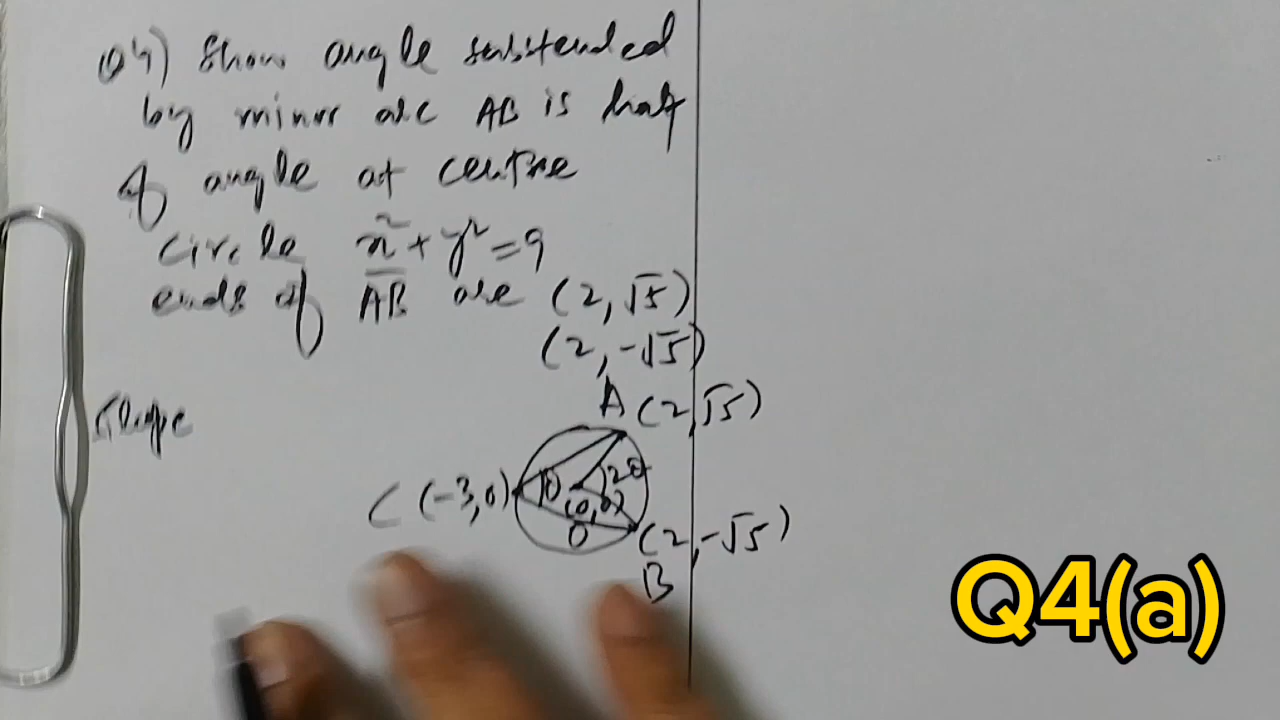 Q4) Show angle subtended
by minor arc AB is half
of angle at centre
circle x² + y² = 9
ends of AB are (2, √5)
(2, -√5)
A (2, √5)
Slope
θ 2θ
C (-3, 0)
(0, 0)
O
(2, -√5)
B
Q4(a)